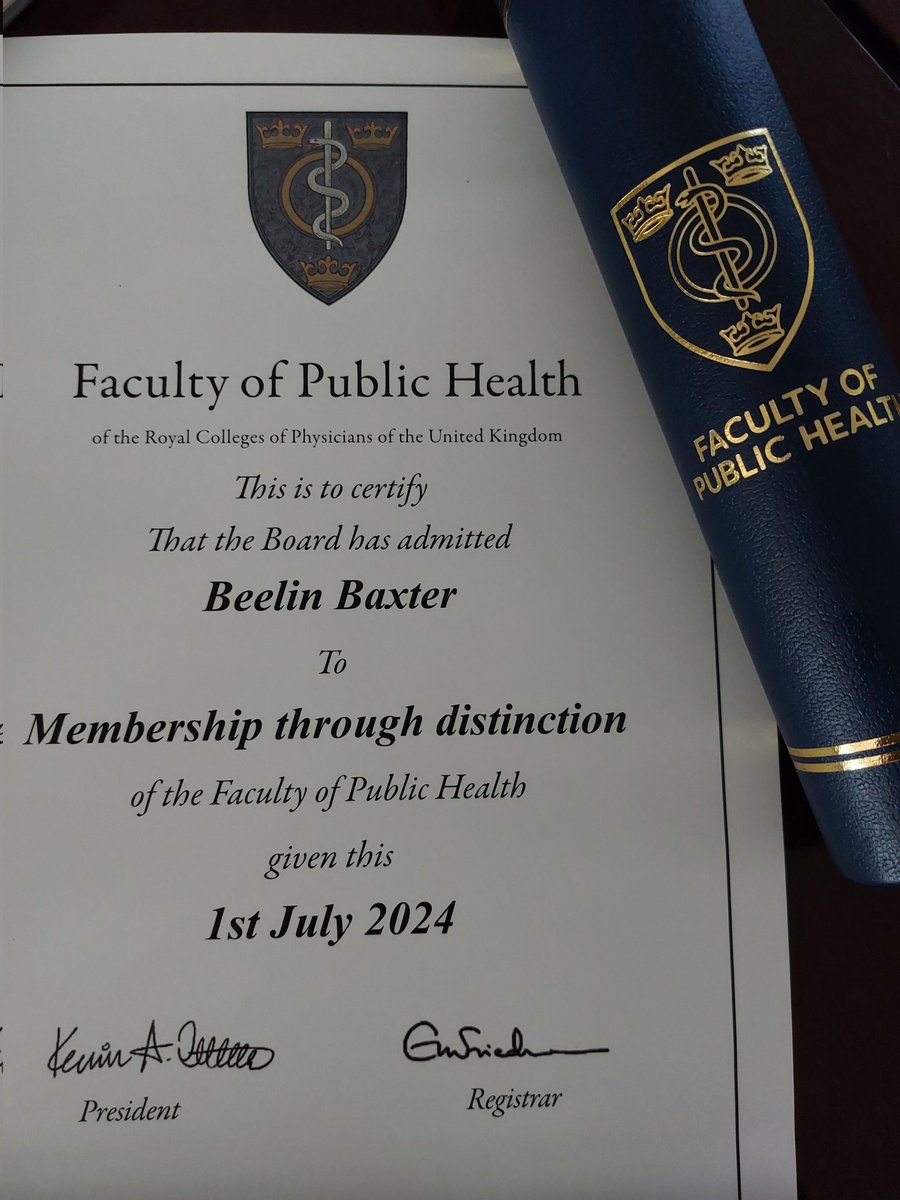 Faculty of Public Health
of the Royal Colleges of Physicians of the United Kingdom
This is to certify
That the Board has admitted
Beelin Baxter
To
Membership through distinction
of the Faculty of Public Health
given this
1st July 2024
Kevin A.
President
Registrar
FACULTY OF
PUBLIC HEALTH